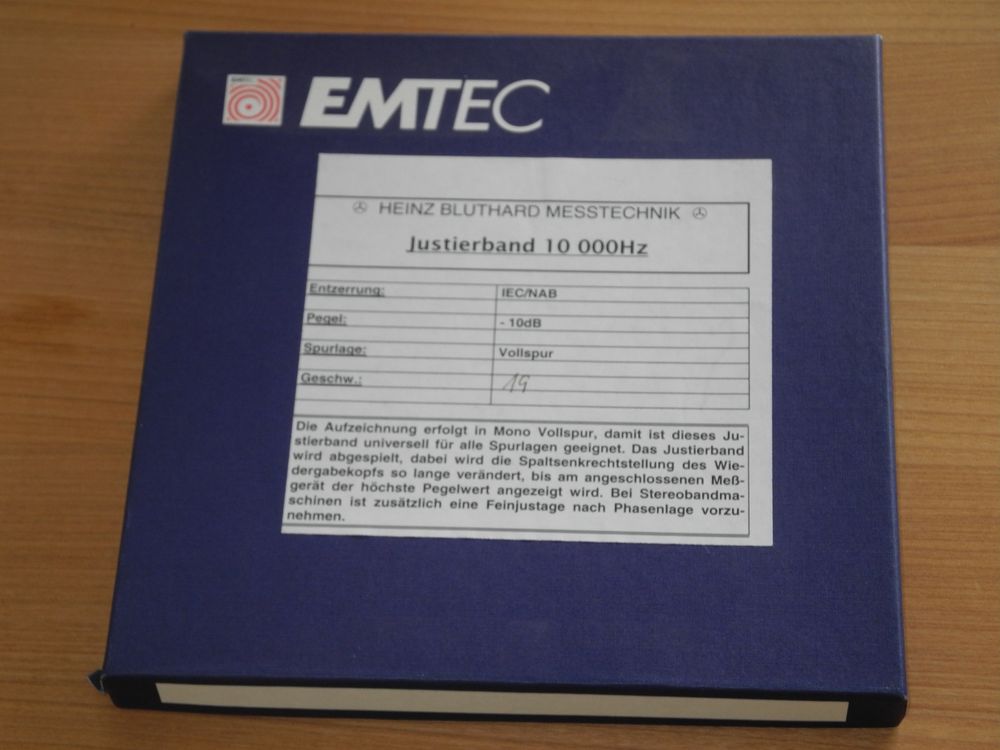 EMTEC
HEINZ BLUTHARD MESSTECHNIK
Justierband 10 000Hz
Entzerrung: IEC/NAB
Pegel: - 10dB
Spurlage: Vollspur
Geschw.: 19
Die Aufzeichnung erfolgt in Mono Vollspur, damit ist dieses Ju-
stierband universell für alle Spurlagen geeignet. Das Justierband
wird abgespielt, dabei wird die Spaltsenkrechtstellung des Wie-
dergabekopfs so lange verändert, bis am angeschlossenen Meß-
gerät der höchste Pegelwert angezeigt wird. Bei Stereobandma-
schinen ist zusätzlich eine Feinjustage nach Phasenlage vorzu-
nehmen.